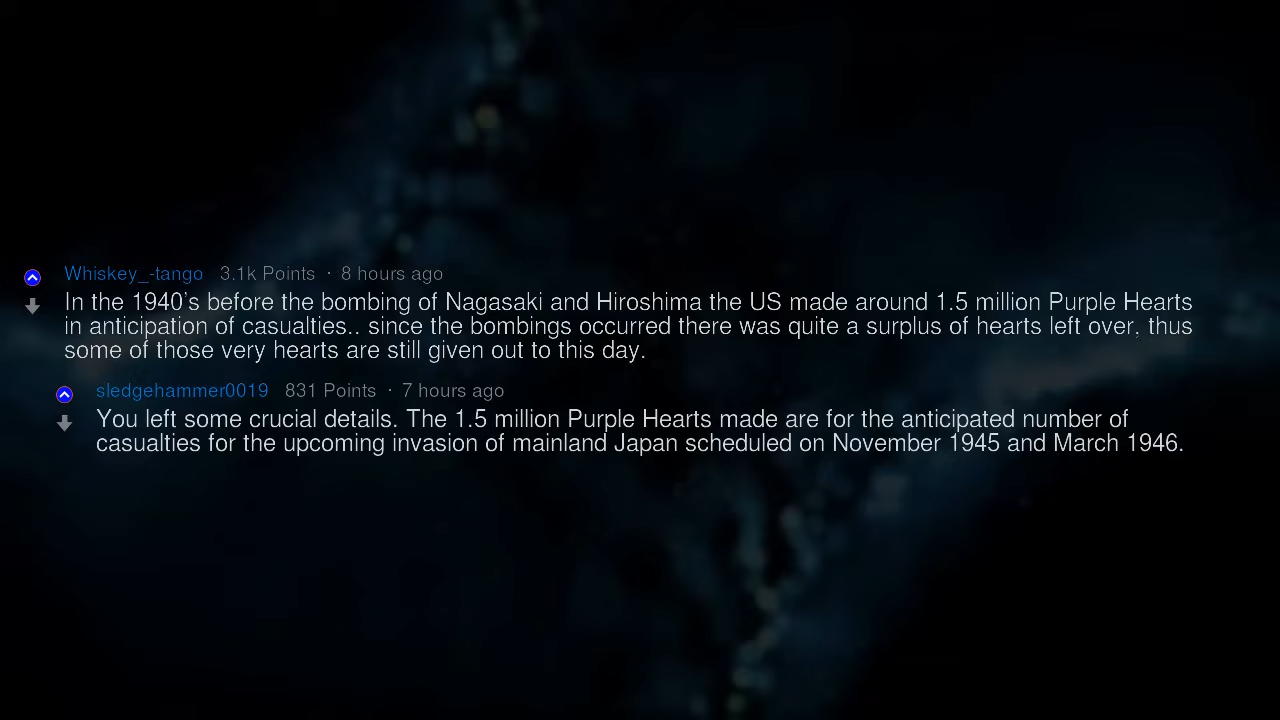 Whiskey_-tango 3.1k Points · 8 hours ago
In the 1940's before the bombing of Nagasaki and Hiroshima the US made around 1.5 million Purple Hearts
in anticipation of casualties.. since the bombings occurred there was quite a surplus of hearts left over, thus
some of those very hearts are still given out to this day.
sledgehammer0019 831 Points · 7 hours ago
You left some crucial details. The 1.5 million Purple Hearts made are for the anticipated number of
casualties for the upcoming invasion of mainland Japan scheduled on November 1945 and March 1946.